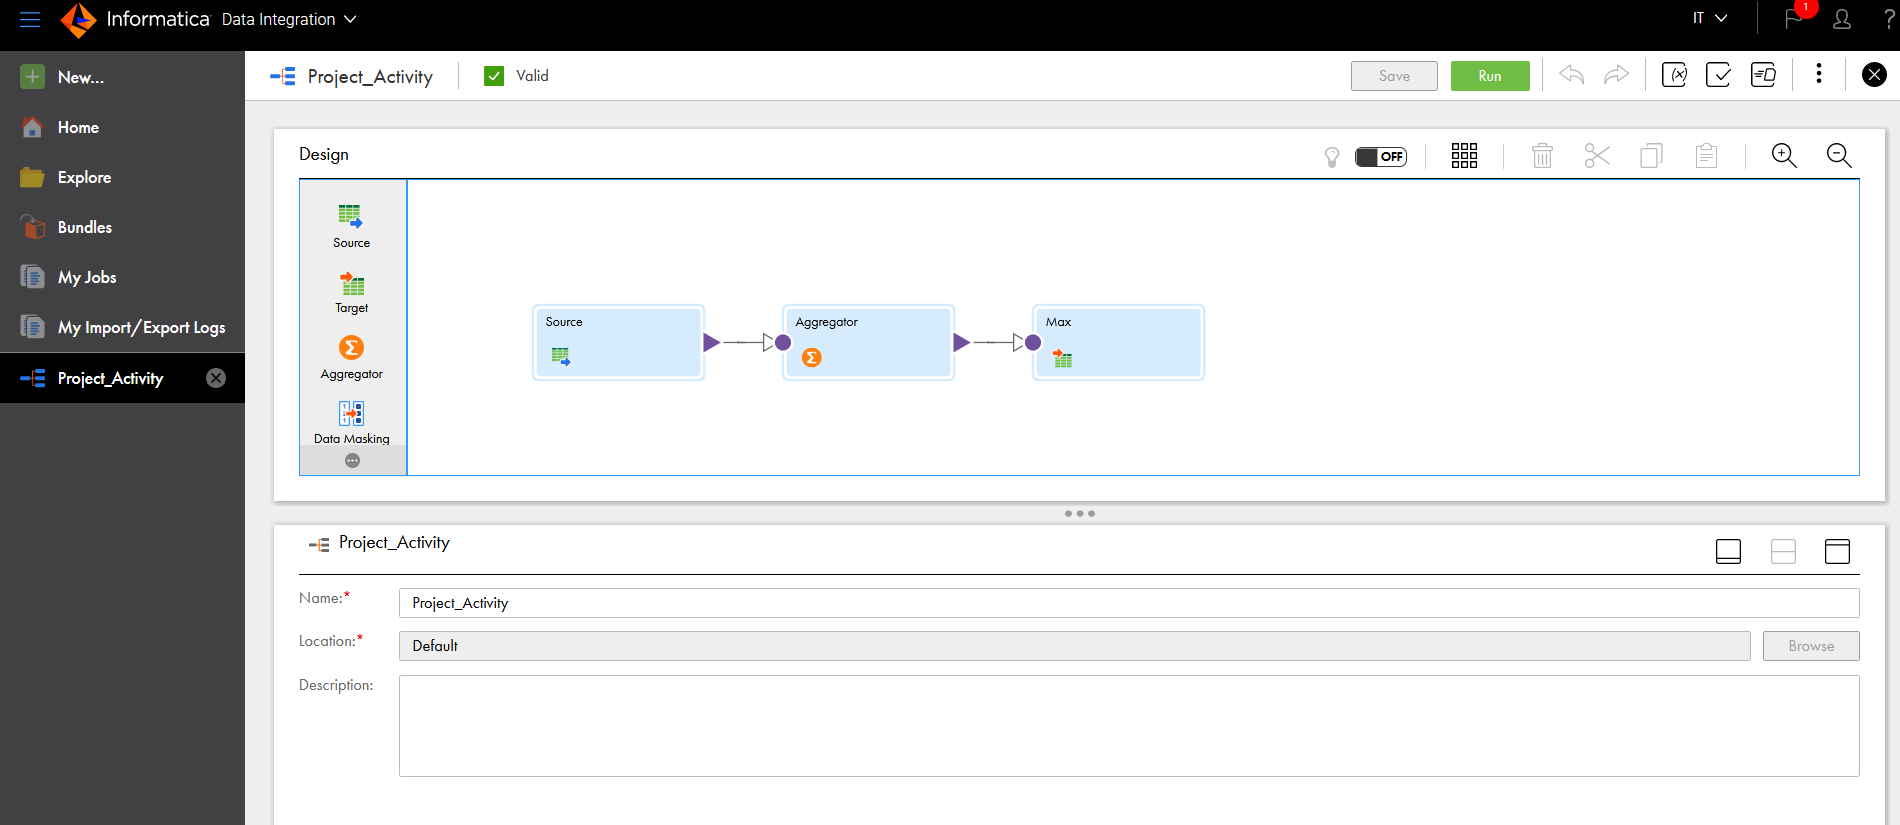 Informatica Data Integration
IT
1
?
New...
Home
Explore
Bundles
My Jobs
My Import/Export Logs
Project_Activity
Project_Activity
Valid
Save
Run
Design
OFF
Source
Target
Aggregator
Data Masking
Source
Aggregator
Max
Project_Activity
Name:*
Project_Activity
Location:*
Default
Browse
Description: